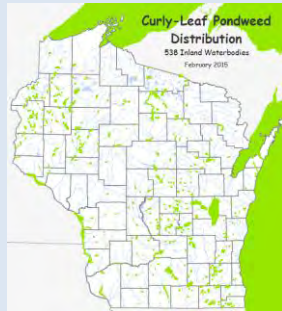 Curly-Leaf Pondweed
Distribution
538 Inland Waterbodies
February 2015